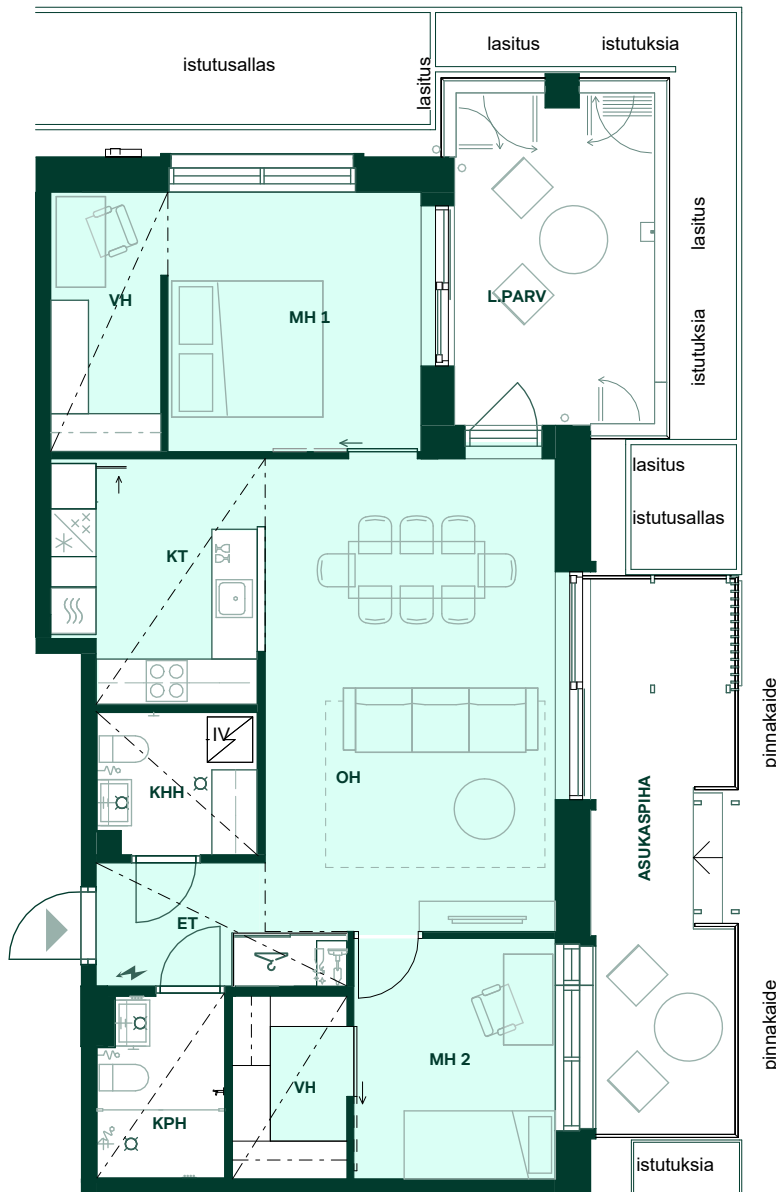 lasitus
istutuksia
istutusallas
lasitus
lasitus
VH
MH 1
L.PARV
istutuksia
lasitus
istutusallas
KT
pinnakaide
IV
KHH
OH
ASUKASPIHA
ET
pinnakaide
MH 2
VH
KPH
istutuksia